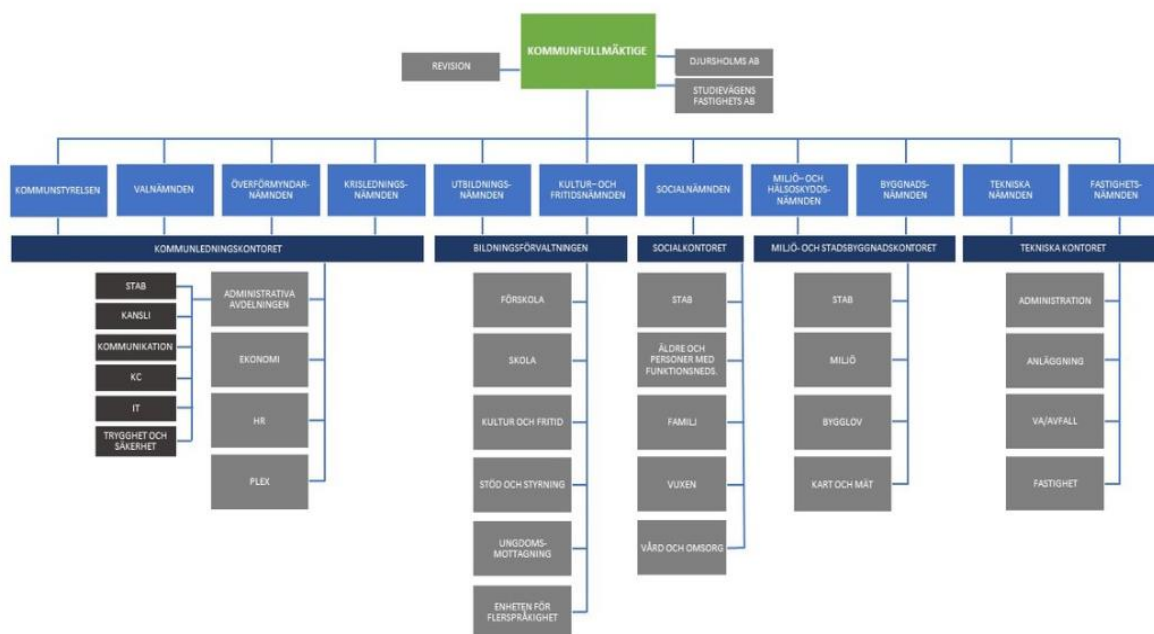 KOMMUNFULLMÄKTIGE
REVISION
DJURSHOLMS AB
STUDIEVÄGENS
FASTIGHETS AB
KOMMUNSTYRELSEN
VALNÄMNDEN
ÖVERFÖRMYNDAR-
NÄMNDEN
KRISLEDNINGS-
NÄMNDEN
UTBILDNINGS-
NÄMNDEN
KULTUR– OCH
FRITIDSNÄMNDEN
SOCIALNÄMNDEN
MILJÖ– OCH
HÄLSOSKYDDS-
NÄMNDEN
BYGGNADS-
NÄMNDEN
TEKNISKA
NÄMNDEN
FASTIGHETS-
NÄMNDEN
KOMMUNLEDNINGSKONTORET
BILDNINGSFÖRVALTNINGEN
SOCIALKONTORET
MILJÖ- OCH STADSBYGGNADSKONTORET
TEKNISKA KONTORET
STAB
KANSLI
KOMMUNIKATION
KC
IT
TRYGGHET OCH
SÄKERHET
ADMINISTRATIVA
AVDELNINGEN
EKONOMI
HR
PLEX
FÖRSKOLA
SKOLA
KULTUR OCH FRITID
STÖD OCH STYRNING
UNGDOMS-
MOTTAGNING
ENHETEN FÖR
FLERSPRÅKIGHET
STAB
ÄLDRE OCH
PERSONER MED
FUNKTIONSNEDS.
FAMILJ
VUXEN
VÅRD OCH OMSORG
STAB
MILJÖ
BYGGLOV
KART OCH MÄT
ADMINISTRATION
ANLÄGGNING
VA/AVFALL
FASTIGHET